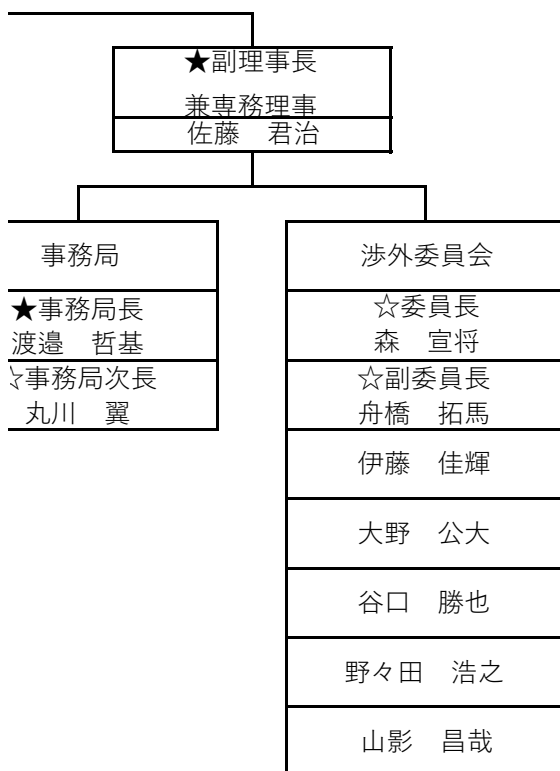 ★副理事長
兼専務理事
佐藤　君治
事務局
★事務局長
渡邉　哲基
☆事務局次長
丸川　翼
渉外委員会
☆委員長
森　宣将
☆副委員長
舟橋　拓馬
伊藤　佳輝
大野　公大
谷口　勝也
野々田　浩之
山影　昌哉